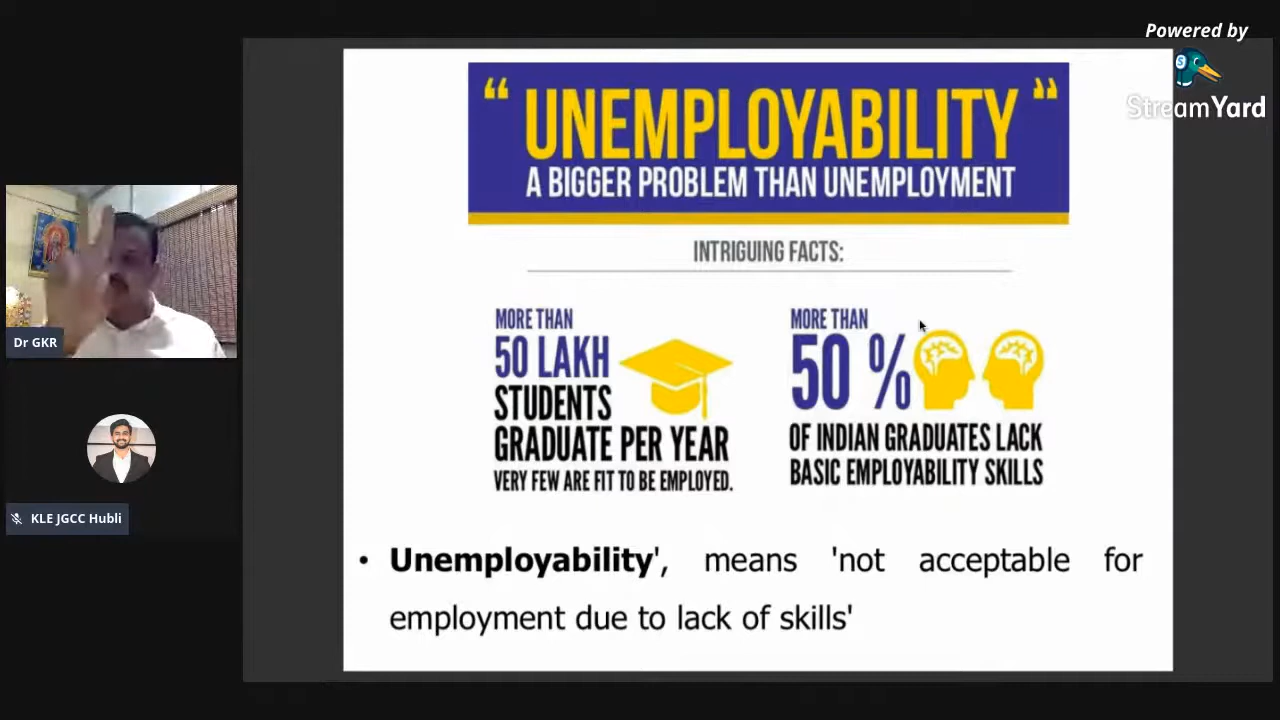 Powered by
StreamYard
“ UNEMPLOYABILITY ”
A BIGGER PROBLEM THAN UNEMPLOYMENT
INTRIGUING FACTS:
MORE THAN
50 LAKH
STUDENTS
GRADUATE PER YEAR
VERY FEW ARE FIT TO BE EMPLOYED.
MORE THAN
50 %
OF INDIAN GRADUATES LACK
BASIC EMPLOYABILITY SKILLS
• Unemployability', means 'not acceptable for
employment due to lack of skills'
Dr GKR
KLE JGCC Hubli